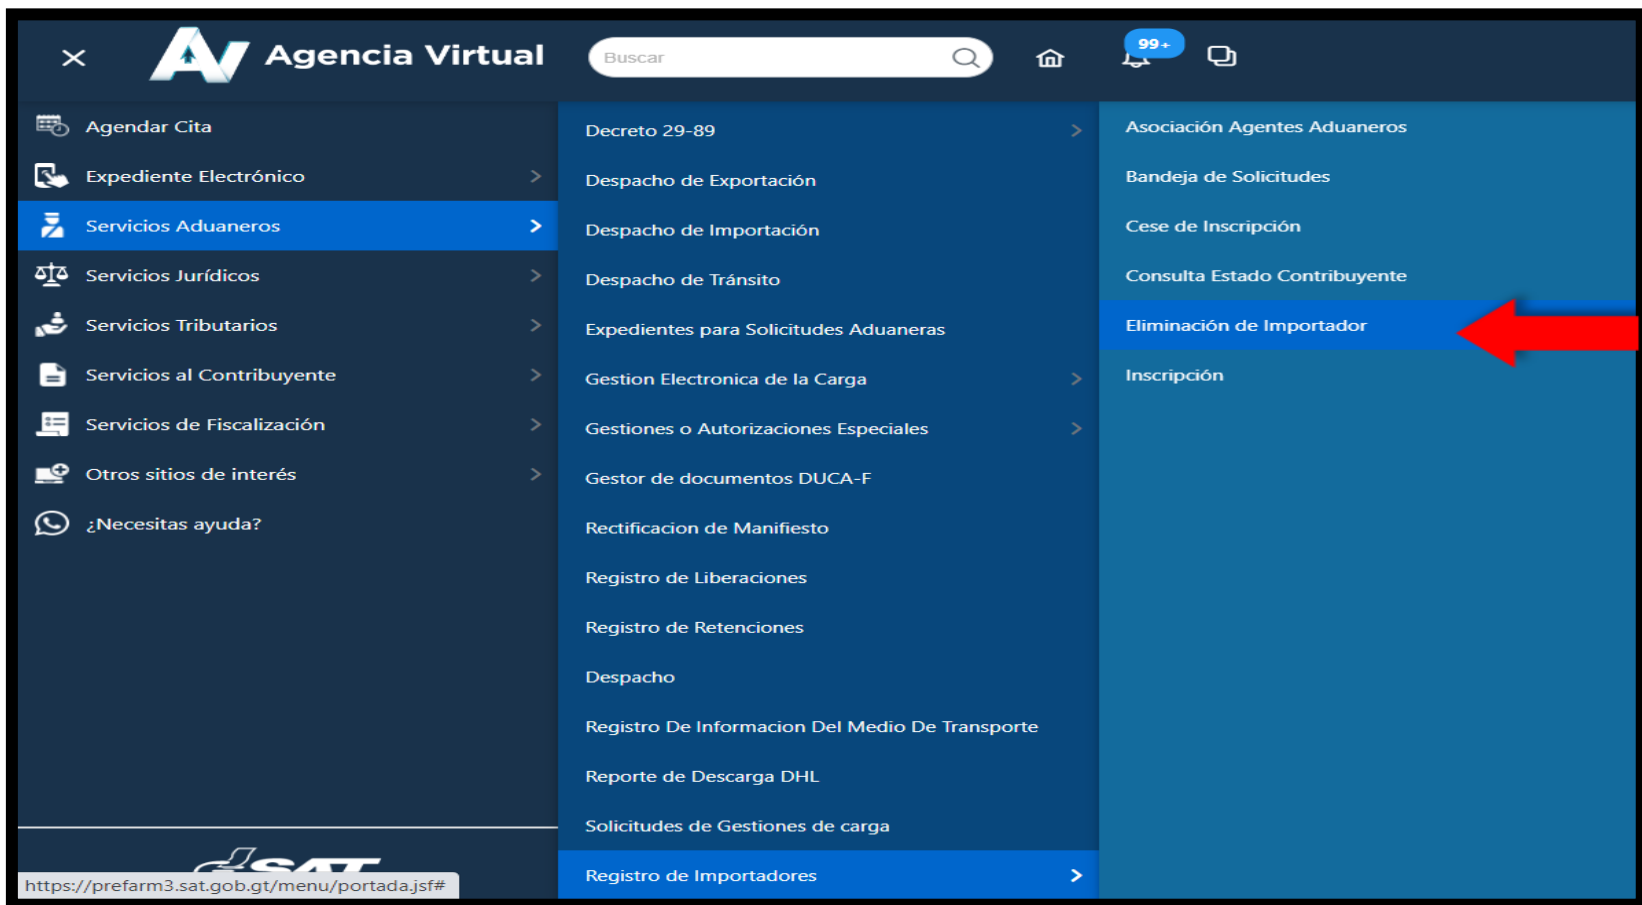 Agencia Virtual
Buscar
99+
Agendar Cita
Expediente Electrónico
Servicios Aduaneros
Servicios Jurídicos
Servicios Tributarios
Servicios al Contribuyente
Servicios de Fiscalización
Otros sitios de interés
¿Necesitas ayuda?
SAT
https://prefarm3.sat.gob.gt/menu/portada.jsf#
Decreto 29-89
Despacho de Exportación
Despacho de Importación
Despacho de Tránsito
Expedientes para Solicitudes Aduaneras
Gestion Electronica de la Carga
Gestiones o Autorizaciones Especiales
Gestor de documentos DUCA-F
Rectificacion de Manifiesto
Registro de Liberaciones
Registro de Retenciones
Despacho
Registro De Informacion Del Medio De Transporte
Reporte de Descarga DHL
Solicitudes de Gestiones de carga
Registro de Importadores
Asociación Agentes Aduaneros
Bandeja de Solicitudes
Cese de Inscripción
Consulta Estado Contribuyente
Eliminación de Importador
Inscripción